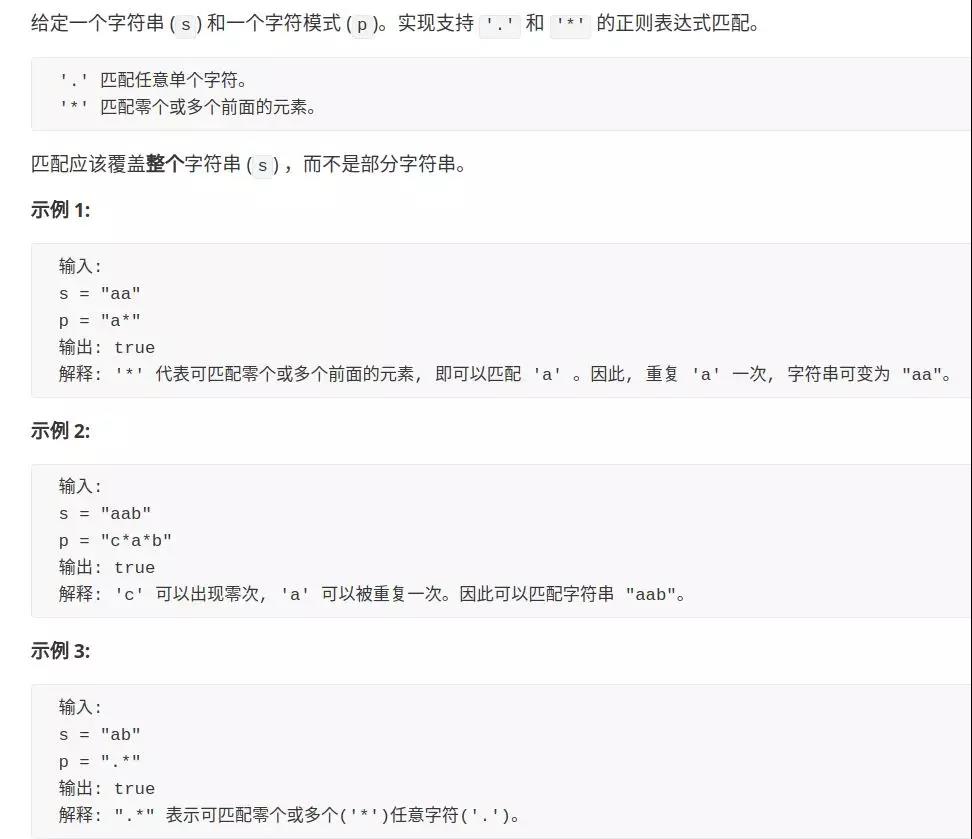 给定一个字符串 (s) 和一个字符模式 (p)。实现支持 '.' 和 '*' 的正则表达式匹配。
'.' 匹配任意单个字符。
'*' 匹配零个或多个前面的元素。
匹配应该覆盖整个字符串 (s) ，而不是部分字符串。
示例 1:
输入:
s = "aa"
p = "a*"
输出: true
解释: '*' 代表可匹配零个或多个前面的元素, 即可以匹配 'a' 。因此, 重复 'a' 一次, 字符串可变为 "aa"。
示例 2:
输入:
s = "aab"
p = "c*a*b"
输出: true
解释: 'c' 可以出现零次, 'a' 可以被重复一次。因此可以匹配字符串 "aab"。
示例 3:
输入:
s = "ab"
p = ".*"
输出: true
解释: ".*" 表示可匹配零个或多个('*')任意字符('.')。